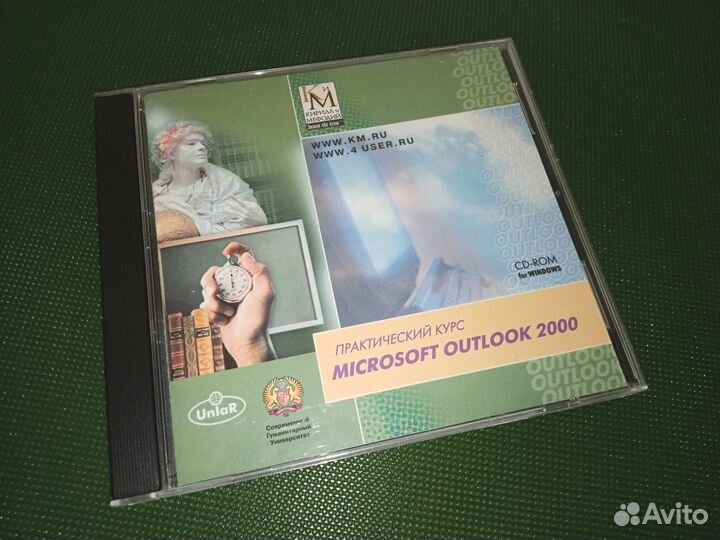 К и М
КИРИЛЛ и
МЕФОДИЙ
WWW.KM.RU
WWW.4 USER.RU
OUTLOOK
OUTLOOK
OUTLOOK
OUTLOOK
CD-ROM
for WINDOWS
ПРАКТИЧЕСКИЙ КУРС
MICROSOFT OUTLOOK 2000
OUTLOOK
OUTLOOK
OUTLOOK
UnIaR
Современный
Гуманитарный
Университет
Avito